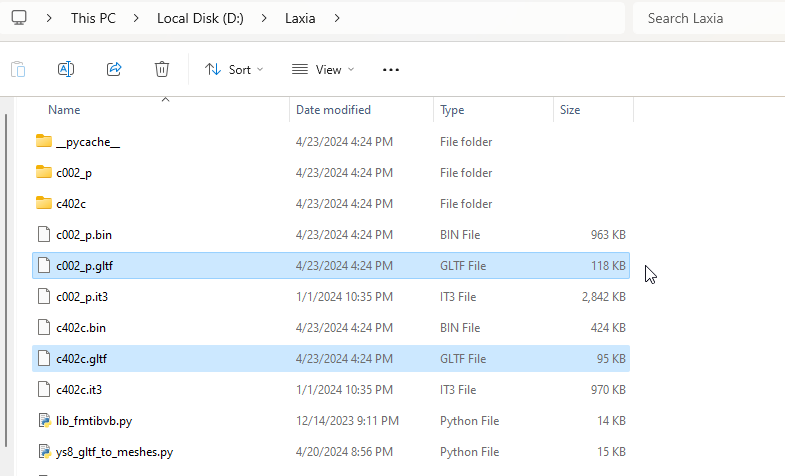 This PC > Local Disk (D:) > Laxia > Search Laxia
Sort View ...
Name Date modified Type Size
__pycache__ 4/23/2024 4:24 PM File folder
c002_p 4/23/2024 4:24 PM File folder
c402c 4/23/2024 4:24 PM File folder
c002_p.bin 4/23/2024 4:24 PM BIN File 963 KB
c002_p.gltf 4/23/2024 4:24 PM GLTF File 118 KB
c002_p.it3 1/1/2024 10:35 PM IT3 File 2,842 KB
c402c.bin 4/23/2024 4:24 PM BIN File 424 KB
c402c.gltf 4/23/2024 4:24 PM GLTF File 95 KB
c402c.it3 1/1/2024 10:35 PM IT3 File 970 KB
lib_fmtibvb.py 12/14/2023 9:11 PM Python File 14 KB
ys8_gltf_to_meshes.py 4/20/2024 8:56 PM Python File 15 KB